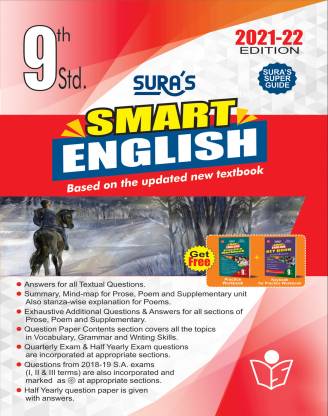 9th
Std.
2021-22
EDITION
SURA'S
SURA'S
SUPER
GUIDE
SMART
ENGLISH
Based on the updated new textbook
Get
Free
Practice
Workbook
Answers for all Textual Questions.
Summary, Mind-map for Prose, Poem and Supplementary unit
Also stanza-wise explanation for Poems.
Exhaustive Additional Questions & Answers for all sections of
Prose, Poem and Supplementary.
Question Paper Contents section covers all the topics
in Vocabulary, Grammar and Writing Skills.
Quarterly Exam & Half Yearly Exam questions
are incorporated at appropriate sections.
Questions from 2018-19 S.A. exams
(I, II & III terms) are also incorporated and
marked as at appropriate sections.
Half Yearly question paper is given
with answers.